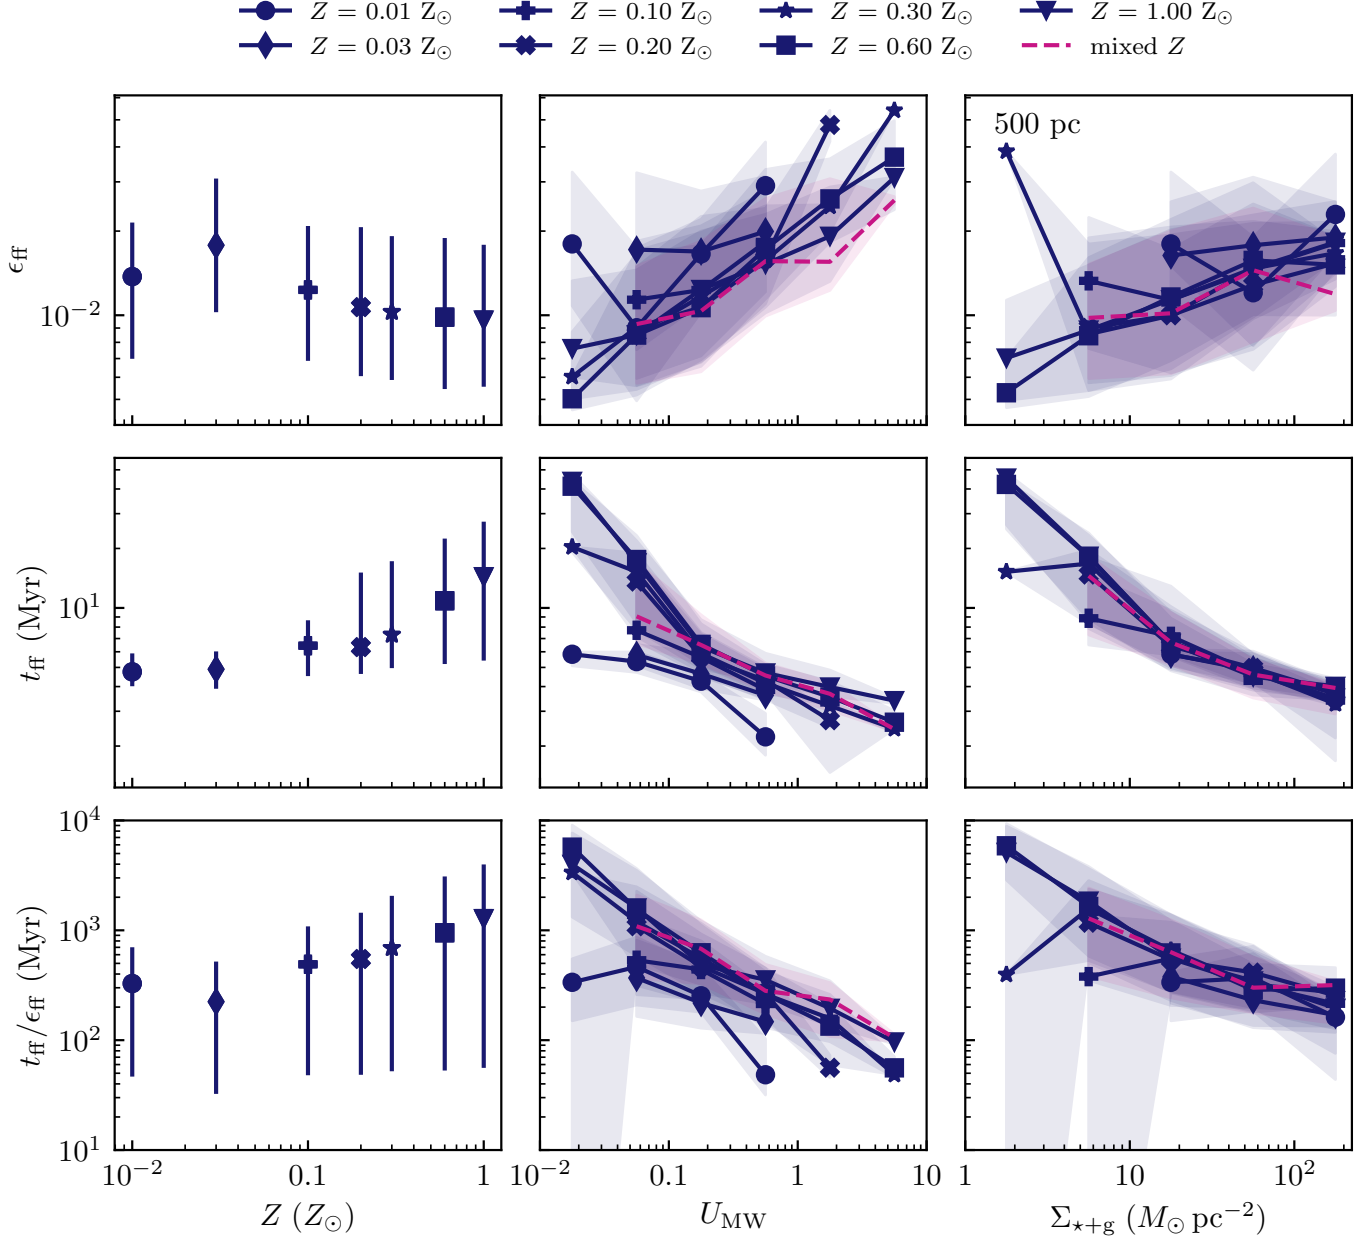 Z = 0.01 Z⊙ Z = 0.10 Z⊙ Z = 0.30 Z⊙ Z = 1.00 Z⊙
Z = 0.03 Z⊙ Z = 0.20 Z⊙ Z = 0.60 Z⊙ mixed Z
500 pc
ϵff
10−2
tff (Myr)
101
tff/ϵff (Myr)
104
103
102
101
10−2 0.1 1
10−2 0.1 1 10
1 10 102
Z (Z⊙)
UMW
Σ⋆+g (M⊙ pc−2)